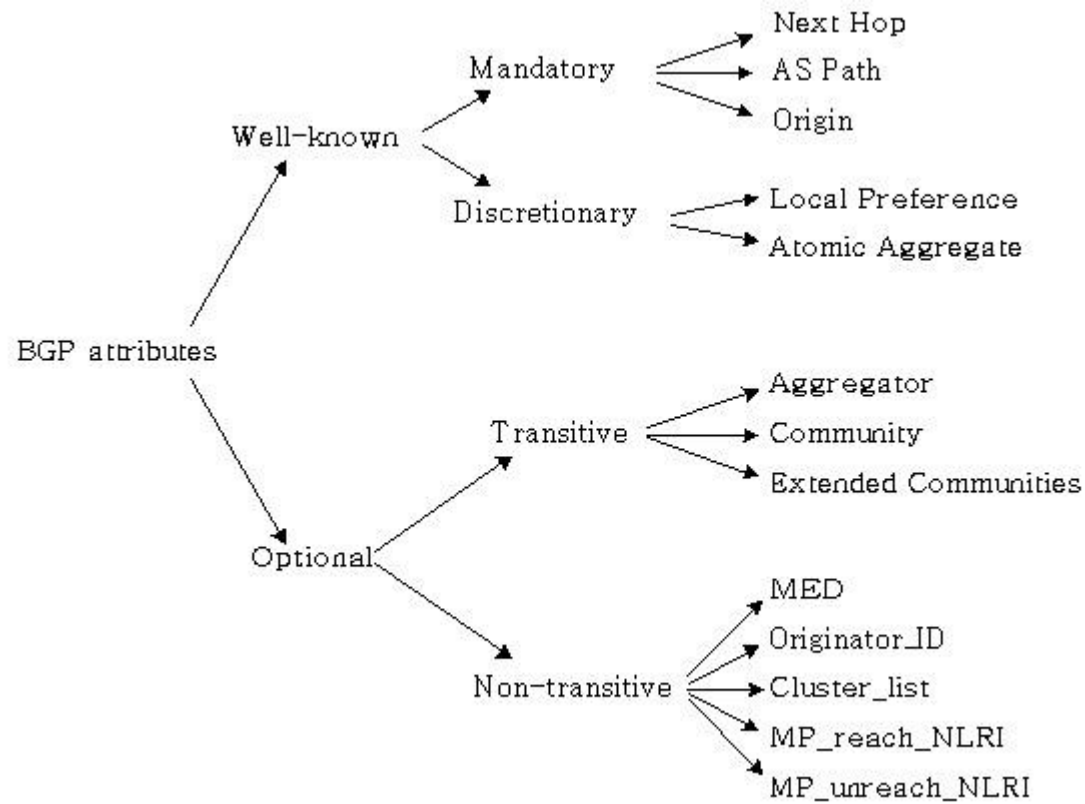 Next Hop
Mandatory
AS Path
Origin
Well-known
Local Preference
Discretionary
Atomic Aggregate
BGP attributes
Aggregator
Transitive
Community
Extended Communities
Optional
MED
Originator_ID
Non-transitive
Cluster_list
MP_reach_NLRI
MP_unreach_NLRI